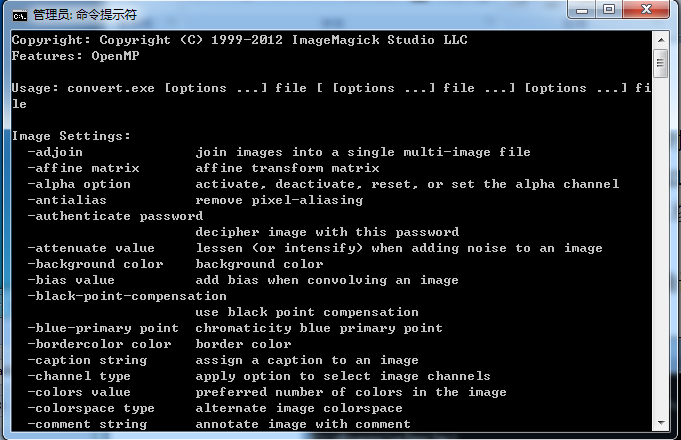 管理员: 命令提示符
Copyright: Copyright (C) 1999-2012 ImageMagick Studio LLC
Features: OpenMP
Usage: convert.exe [options ...] file [ [options ...] file ...] [options ...] fi
le
Image Settings:
-adjoin join images into a single multi-image file
-affine matrix affine transform matrix
-alpha option activate, deactivate, reset, or set the alpha channel
-antialias remove pixel-aliasing
-authenticate password
decipher image with this password
-attenuate value lessen (or intensify) when adding noise to an image
-background color background color
-bias value add bias when convolving an image
-black-point-compensation
use black point compensation
-blue-primary point chromaticity blue primary point
-bordercolor color border color
-caption string assign a caption to an image
-channel type apply option to select image channels
-colors value preferred number of colors in the image
-colorspace type alternate image colorspace
-comment string annotate image with comment